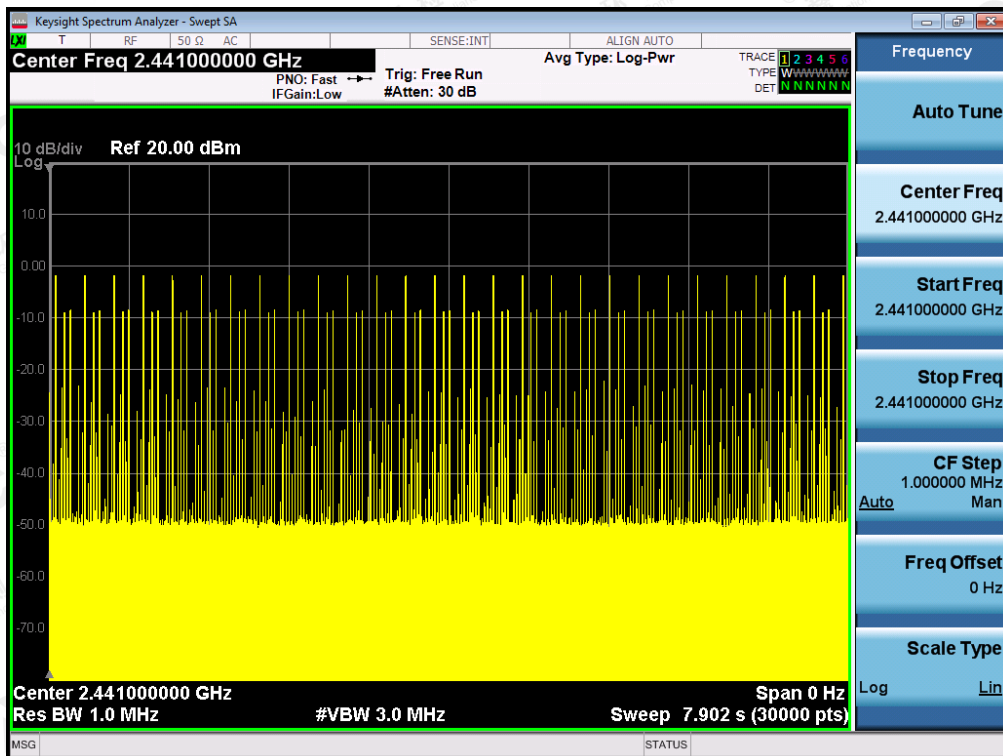 Keysight Spectrum Analyzer - Swept SA
LXI T RF 50 Ω AC SENSE:INT ALIGN AUTO
Center Freq 2.441000000 GHz
PNO: Fast
IFGain:Low
Trig: Free Run
#Atten: 30 dB
Avg Type: Log-Pwr
TRACE 1 2 3 4 5 6
TYPE W
DET N N N N N N
10 dB/div Ref 20.00 dBm
Log
10.0
0.00
-10.0
-20.0
-30.0
-40.0
-50.0
-60.0
-70.0
Center 2.441000000 GHz Span 0 Hz
Res BW 1.0 MHz #VBW 3.0 MHz Sweep 7.902 s (30000 pts)
MSG STATUS
Frequency
Auto Tune
Center Freq
2.441000000 GHz
Start Freq
2.441000000 GHz
Stop Freq
2.441000000 GHz
CF Step
1.000000 MHz
Auto Man
Freq Offset
0 Hz
Scale Type
Log Lin